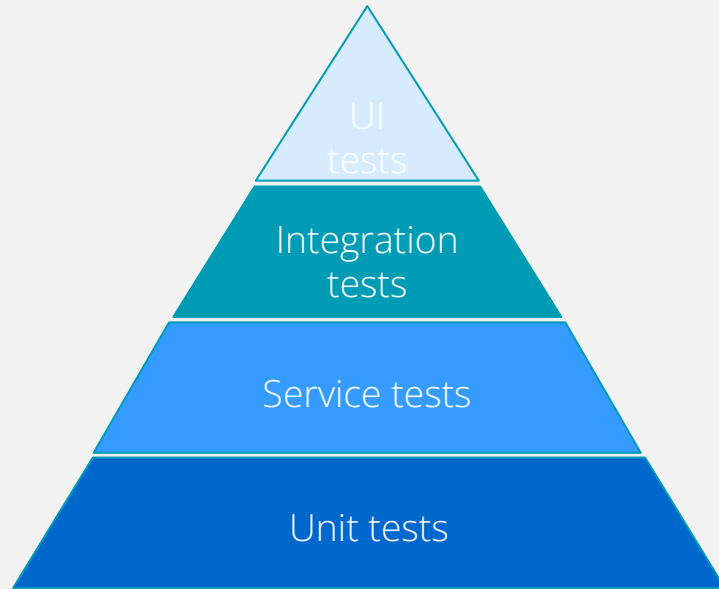 UI
tests
Integration
tests
Service tests
Unit tests